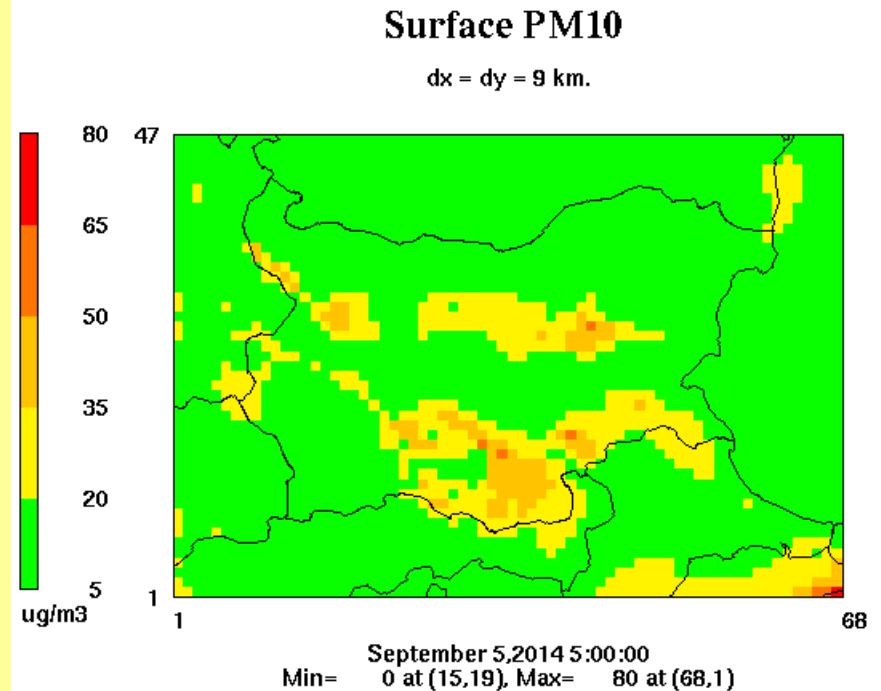 Surface PM10
dx = dy = 9 km.
80
65
50
35
20
5
ug/m3
47
1
1
68
September 5,2014 5:00:00
Min= 0 at (15,19), Max= 80 at (68,1)